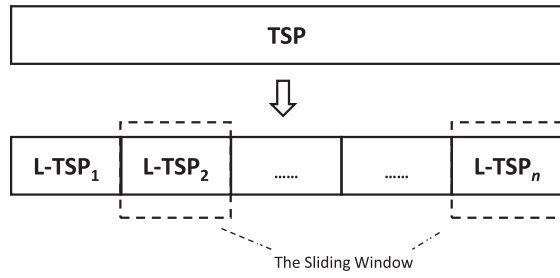 TSP
L-TSP₁ L-TSP₂ ...... ...... L-TSPₙ
The Sliding Window